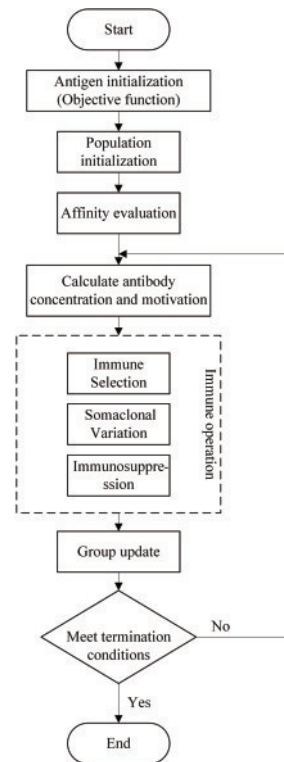 Start
Antigen initialization
(Objective function)
Population
initialization
Affinity evaluation
Calculate antibody
concentration and motivation
Immune
Selection
Somaclonal
Variation
Immunosuppre-
ssion
Immune operation
Group update
Meet termination
conditions
No
Yes
End